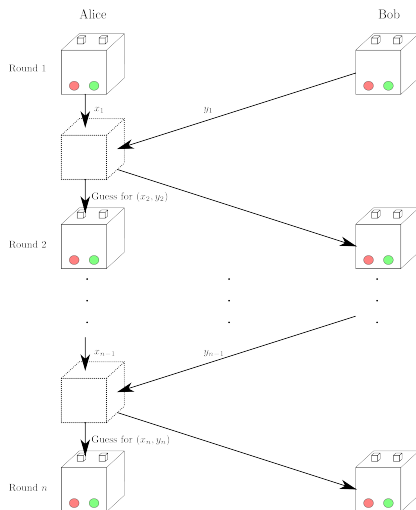 Alice Bob
Round 1
x₁ y₁
Guess for (x₂, y₂)
Round 2
xₙ₋₁ yₙ₋₁
Guess for (xₙ, yₙ)
Round n